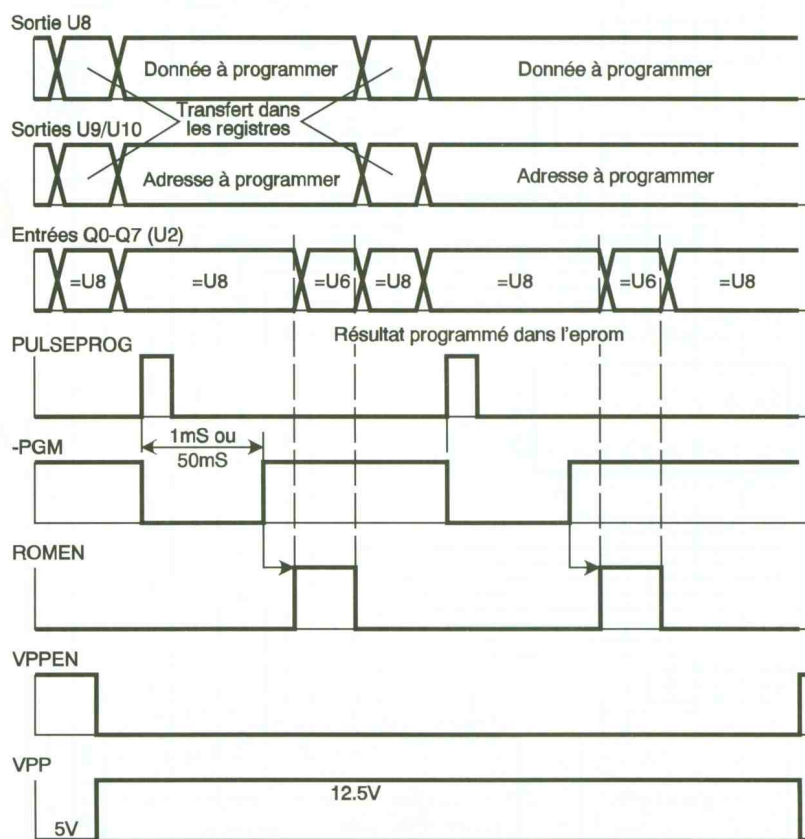 Sortie U8
Donnée à programmer
Donnée à programmer
Transfert dans
les registres
Sorties U9/U10
Adresse à programmer
Adresse à programmer
Entrées Q0-Q7 (U2)
=U8
=U8
=U6
=U8
=U8
=U6
=U8
Résultat programmé dans l'eprom
PULSEPROG
1mS ou
50mS
-PGM
ROMEN
VPPEN
VPP
12.5V
5V